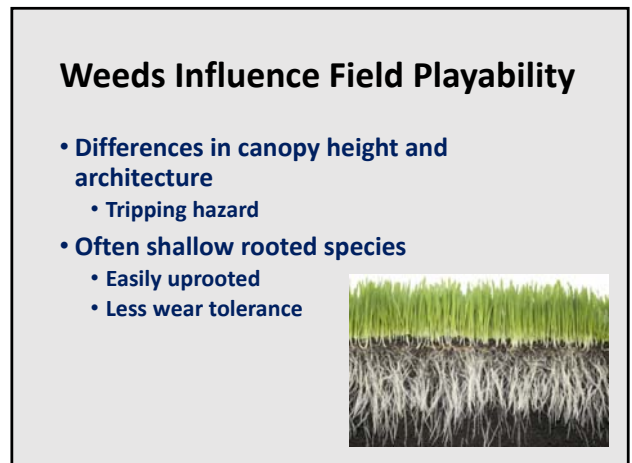 Weeds Influence Field Playability
• Differences in canopy height and
architecture
• Tripping hazard
• Often shallow rooted species
• Easily uprooted
• Less wear tolerance